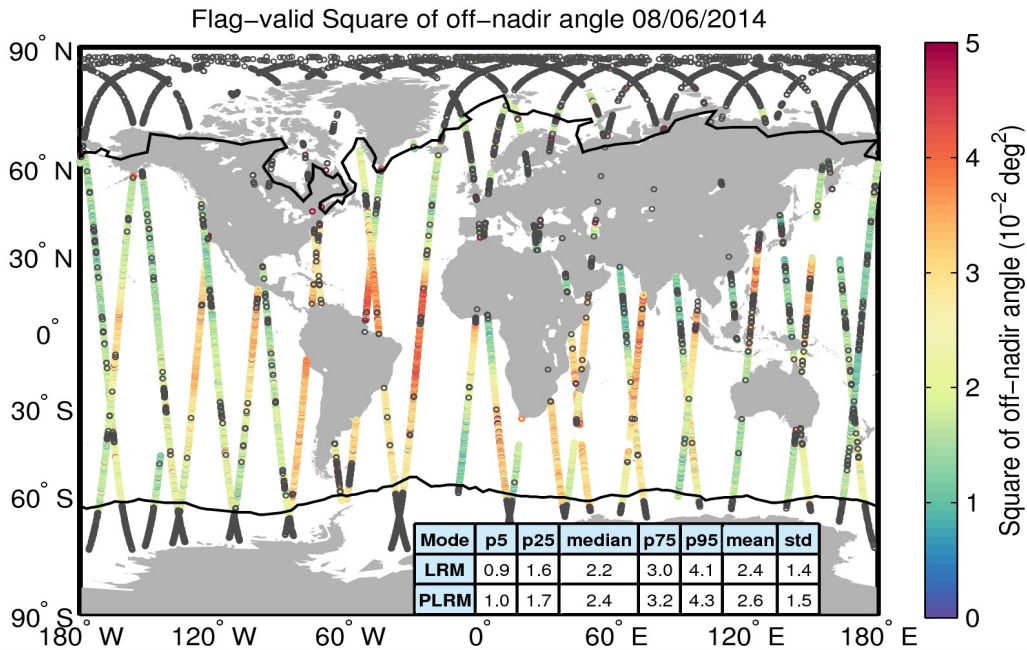 Flag−valid Square of off−nadir angle 08/06/2014
90° N
60° N
30° N
0°
30° S
60° S
90° S
180° W
120° W
60° W
0°
60° E
120° E
180° E
Mode p5 p25 median p75 p95 mean std
LRM 0.9 1.6 2.2 3.0 4.1 2.4 1.4
PLRM 1.0 1.7 2.4 3.2 4.3 2.6 1.5
5
4
3
2
1
0
Square of off−nadir angle (10⁻² deg²)